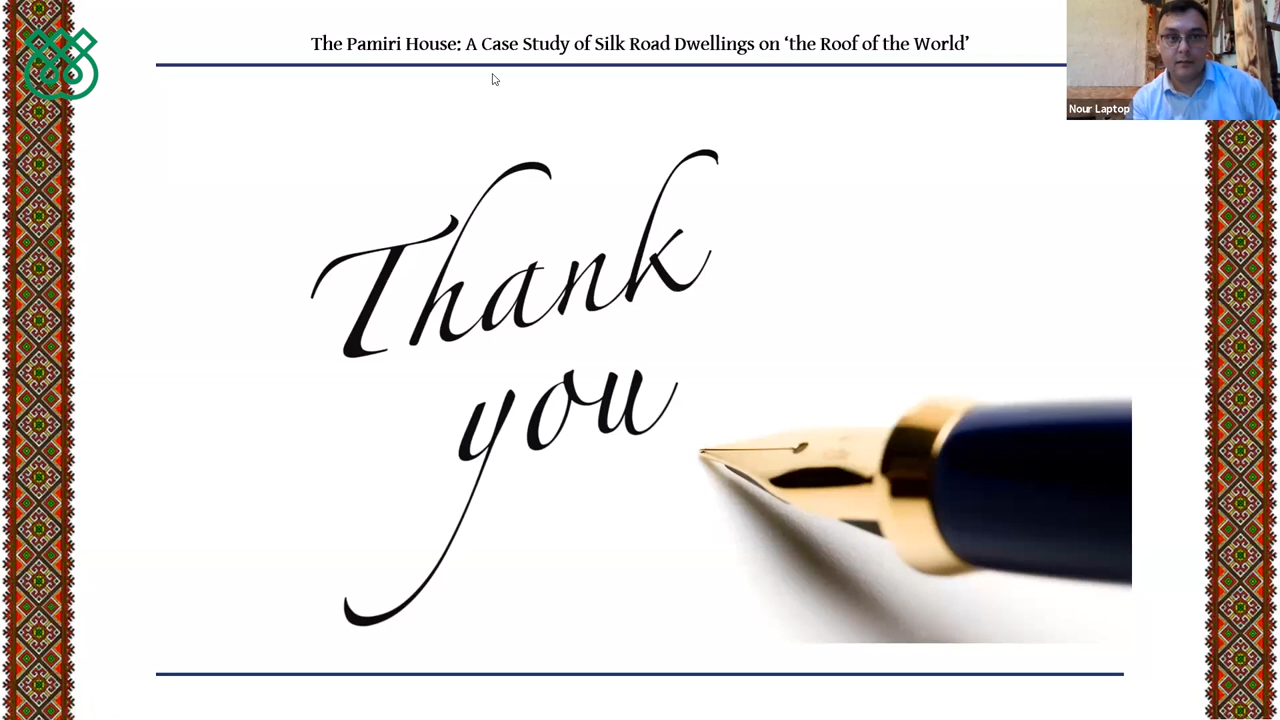 The Pamiri House: A Case Study of Silk Road Dwellings on ‘the Roof of the World’
Nour Laptop
Thank
you